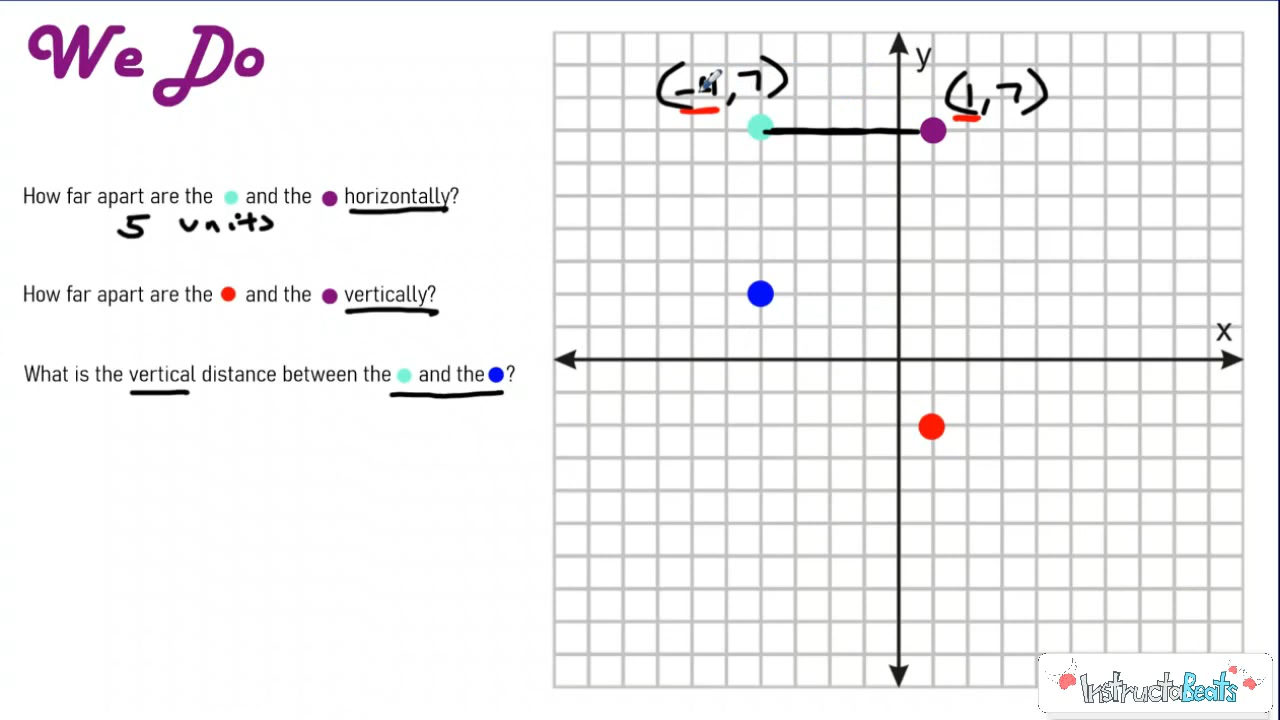 We Do
(-4,7)
(1,7)
y
How far apart are the and the horizontally?
5 units
How far apart are the and the vertically?
x
What is the vertical distance between the and the ?
InstructaBeats